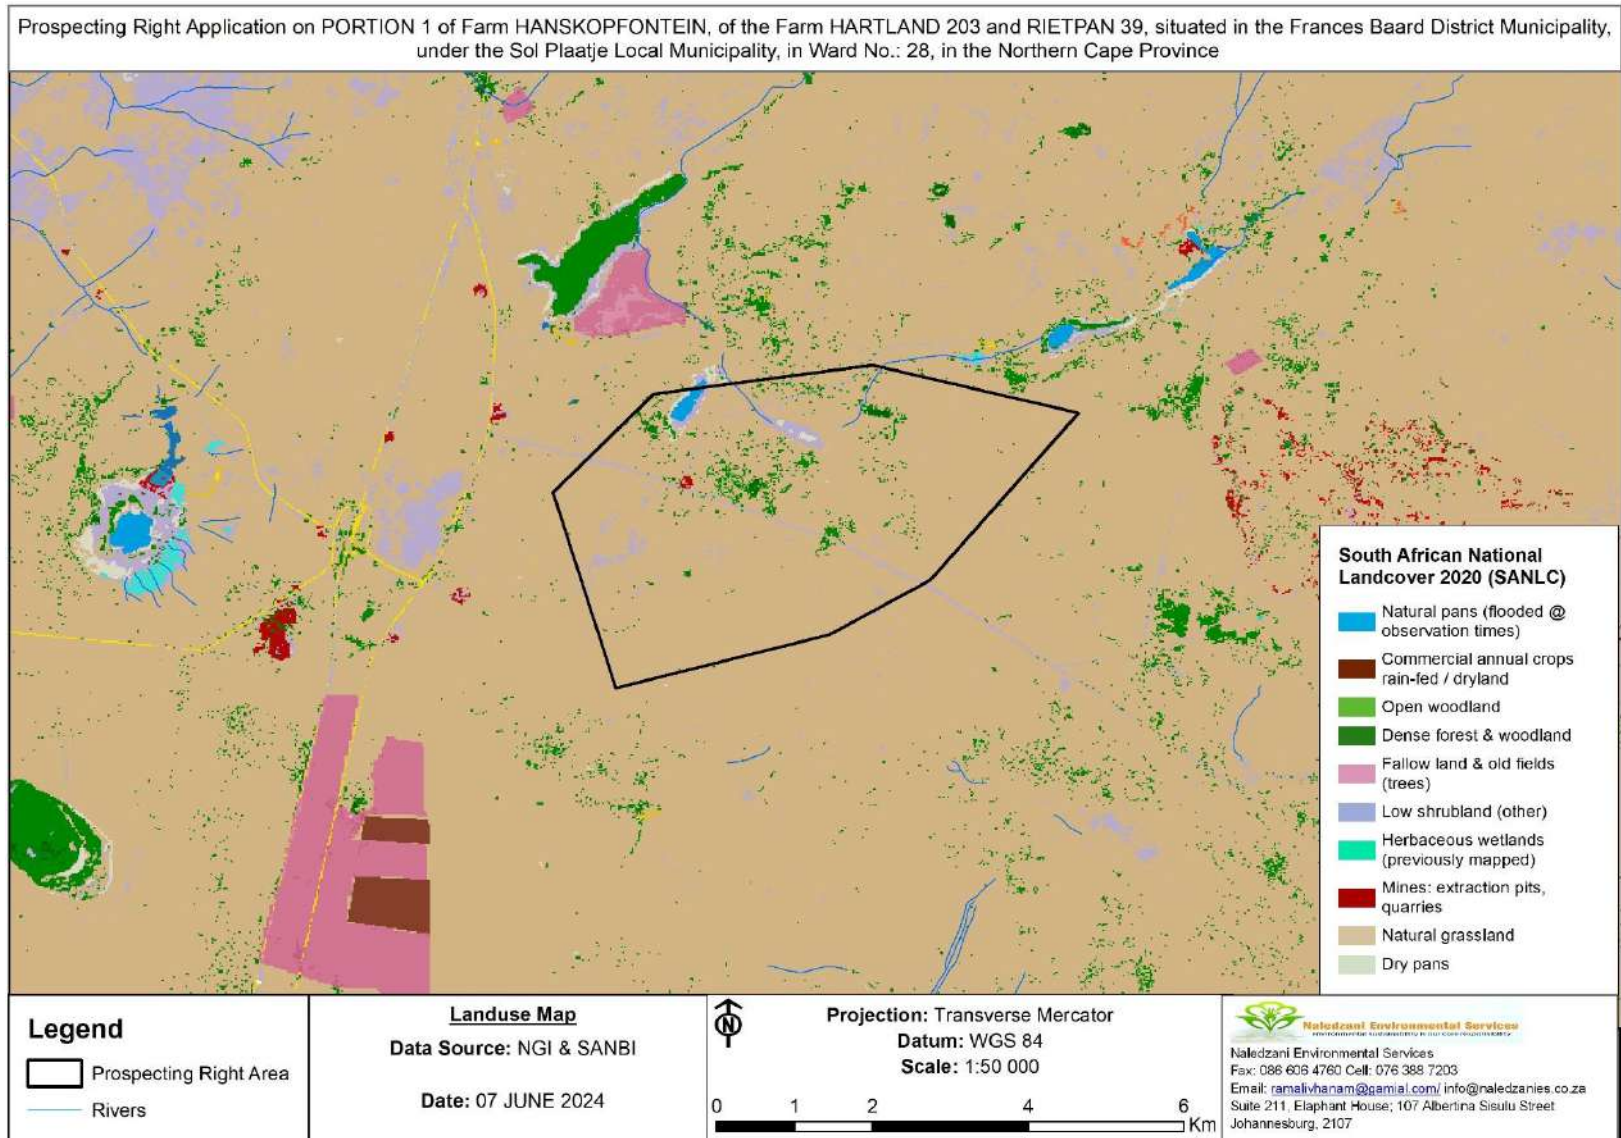 Prospecting Right Application on PORTION 1 of Farm HANSKOPFONTEIN, of the Farm HARTLAND 203 and RIETPAN 39, situated in the Frances Baard District Municipality,
under the Sol Plaatje Local Municipality, in Ward No.: 28, in the Northern Cape Province
South African National
Landcover 2020 (SANLC)
Natural pans (flooded @
observation times)
Commercial annual crops
rain-fed / dryland
Open woodland
Dense forest & woodland
Fallow land & old fields
(trees)
Low shrubland (other)
Herbaceous wetlands
(previously mapped)
Mines: extraction pits,
quarries
Natural grassland
Dry pans
Legend
Prospecting Right Area
Rivers
Landuse Map
Data Source: NGI & SANBI
Date: 07 JUNE 2024
N
Projection: Transverse Mercator
Datum: WGS 84
Scale: 1:50 000
0 1 2 4 6
Km
Naledzani Environmental Services
Naledzani Environmental Services
Fax: 086 606 4760 Cell: 076 388 7203
Email: ramalivhanam@gamial.com/ info@naledzanies.co.za
Suite 211, Elaphant House; 107 Albertina Sisulu Street
Johannesburg, 2107